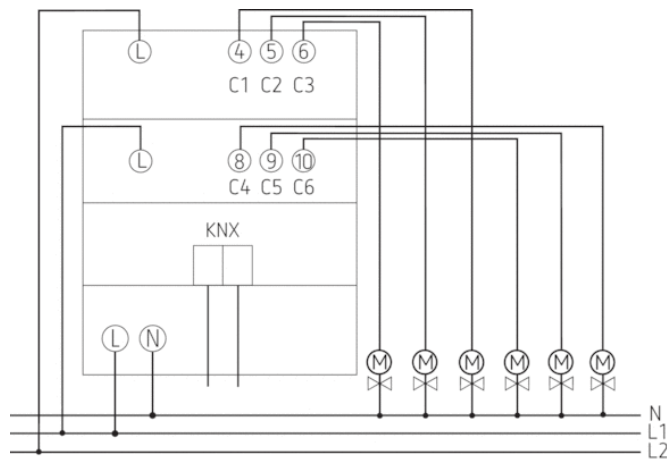 L 4 5 6
C1 C2 C3
L 8 9 10
C4 C5 C6
KNX
L N
M M M M M M
N
L1
L2